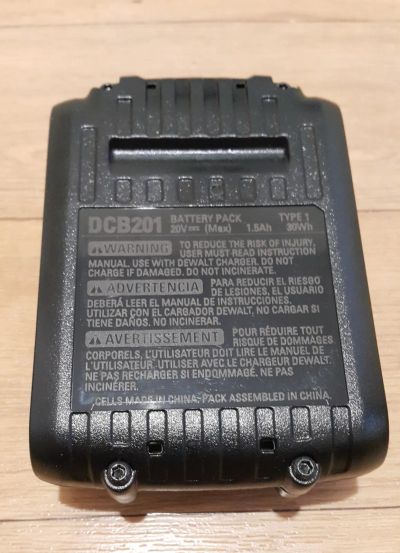 DCB201 BATTERY PACK TYPE 1
20V⎓ (Max) 1.5Ah 30Wh
WARNING TO REDUCE THE RISK OF INJURY,
USER MUST READ INSTRUCTION
MANUAL. USE WITH DEWALT CHARGER. DO NOT
CHARGE IF DAMAGED. DO NOT INCINERATE.
ADVERTENCIA PARA REDUCIR EL RIESGO
DE LESIONES, EL USUARIO
DEBERÁ LEER EL MANUAL DE INSTRUCCIONES.
UTILIZAR CON EL CARGADOR DEWALT, NO CARGAR SI
TIENE DAÑOS. NO INCINERAR.
AVERTISSEMENT POUR RÉDUIRE TOUT
RISQUE DE DOMMAGES
CORPORELS, L'UTILISATEUR DOIT LIRE LE MANUEL DE
L'UTILISATEUR. UTILISER AVEC LE CHARGEUR DEWALT.
NE PAS RECHARGER SI ENDOMMAGÉ. NE PAS
INCINÉRER.
CELLS MADE IN CHINA, PACK ASSEMBLED IN CHINA.